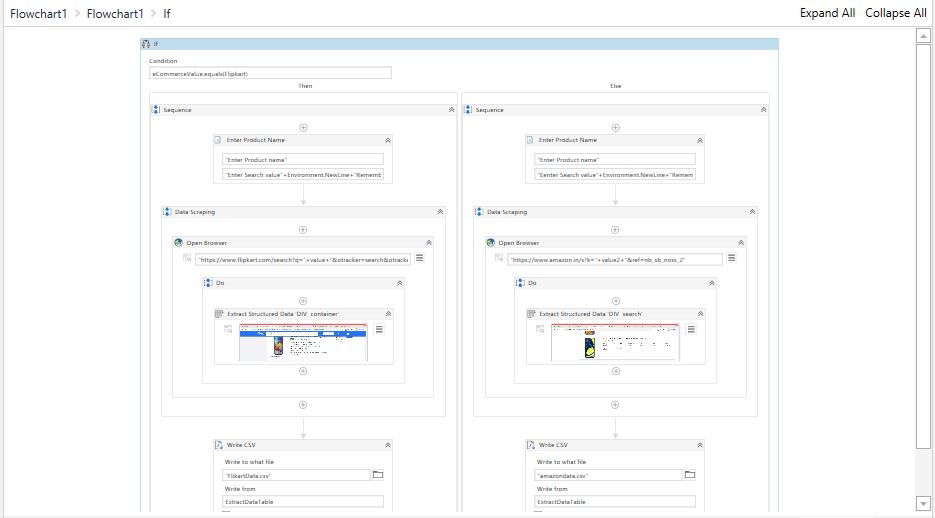 Flowchart1 > Flowchart1 > If
Expand All Collapse All
If
Condition
eCommerceValue.equals(Flipkart)
Then
Else
Sequence
Enter Product Name
"Enter Product name"
"Enter Search value"+Environment.NewLine+"Rememb
Data Scraping
Open Browser
"https://www.flipkart.com/search?q="+value+"&otracker=search&otracke
Do
Extract Structured Data 'DIV container'
Write CSV
Write to what file
"FlikartData.csv"
Write from
ExtractDataTable
Sequence
Enter Product Name
"Enter Product name"
"Eenter Search value"+Environment.NewLine+"Remem
Data Scraping
Open Browser
"https://www.amazon.in/s?k="+value2+"&ref=nb_sb_noss_2"
Do
Extract Structured Data 'DIV search'
Write CSV
Write to what file
"amazondata.csv"
Write from
ExtractDataTable